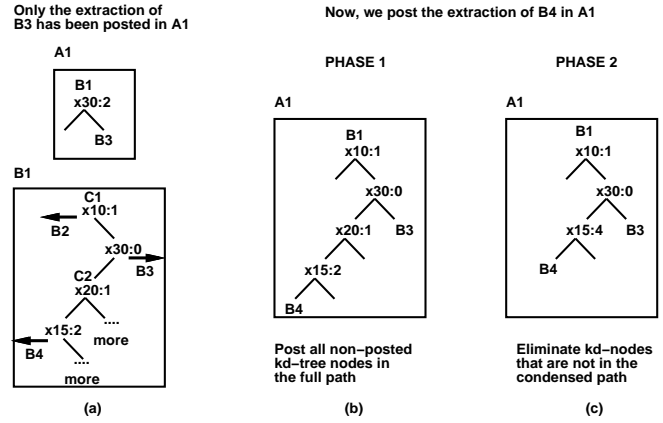 Only the extraction of
B3 has been posted in A1
A1
B1
x30:2
B3
B1
C1
x10:1
B2
x30:0
B3
C2
x20:1
x15:2
....
more
B4
....
more
(a)
Now, we post the extraction of B4 in A1
PHASE 1
A1
B1
x10:1
x30:0
x20:1
B3
x15:2
B4
Post all non−posted
kd−tree nodes in
the full path
(b)
PHASE 2
A1
B1
x10:1
x30:0
x15:4
B3
B4
Eliminate kd−nodes
that are not in the
condensed path
(c)